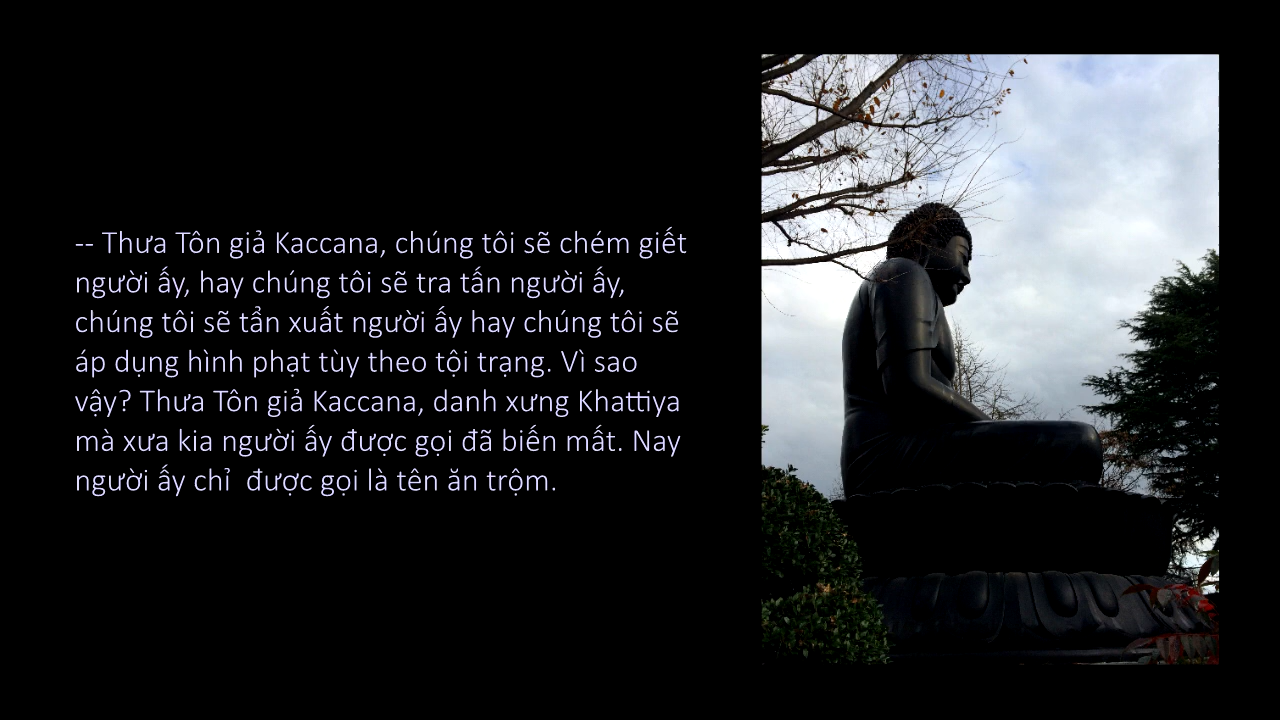 -- Thưa Tôn giả Kaccana, chúng tôi sẽ chém giết
người ấy, hay chúng tôi sẽ tra tấn người ấy,
chúng tôi sẽ tẩn xuất người ấy hay chúng tôi sẽ
áp dụng hình phạt tùy theo tội trạng. Vì sao
vậy? Thưa Tôn giả Kaccana, danh xưng Khattiya
mà xưa kia người ấy được gọi đã biến mất. Nay
người ấy chỉ  được gọi là tên ăn trộm.